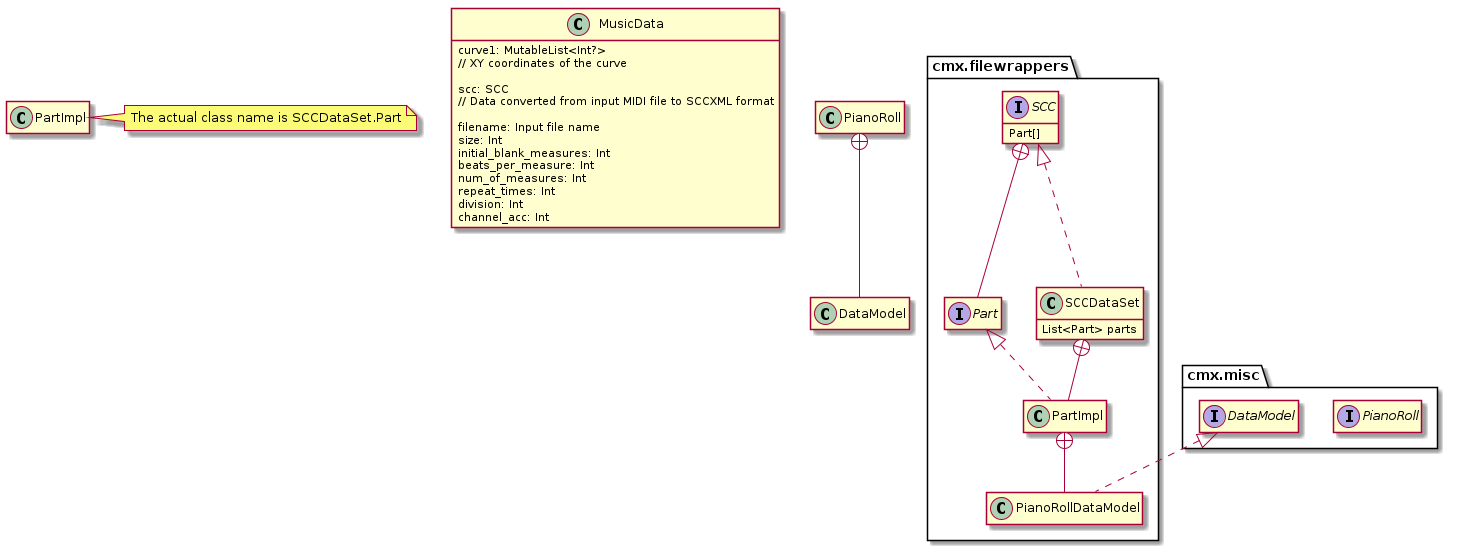 C PartImpl
The actual class name is SCCDataSet.Part
C MusicData
curve1: MutableList<Int?>
// XY coordinates of the curve
scc: SCC
// Data converted from input MIDI file to SCCXML format
filename: Input file name
size: Int
initial_blank_measures: Int
beats_per_measure: Int
num_of_measures: Int
repeat_times: Int
division: Int
channel_acc: Int
C PianoRoll
C DataModel
cmx.filewrappers
I SCC
Part[]
I Part
C SCCDataSet
List<Part> parts
C PartImpl
C PianoRollDataModel
cmx.misc
I DataModel
I PianoRoll